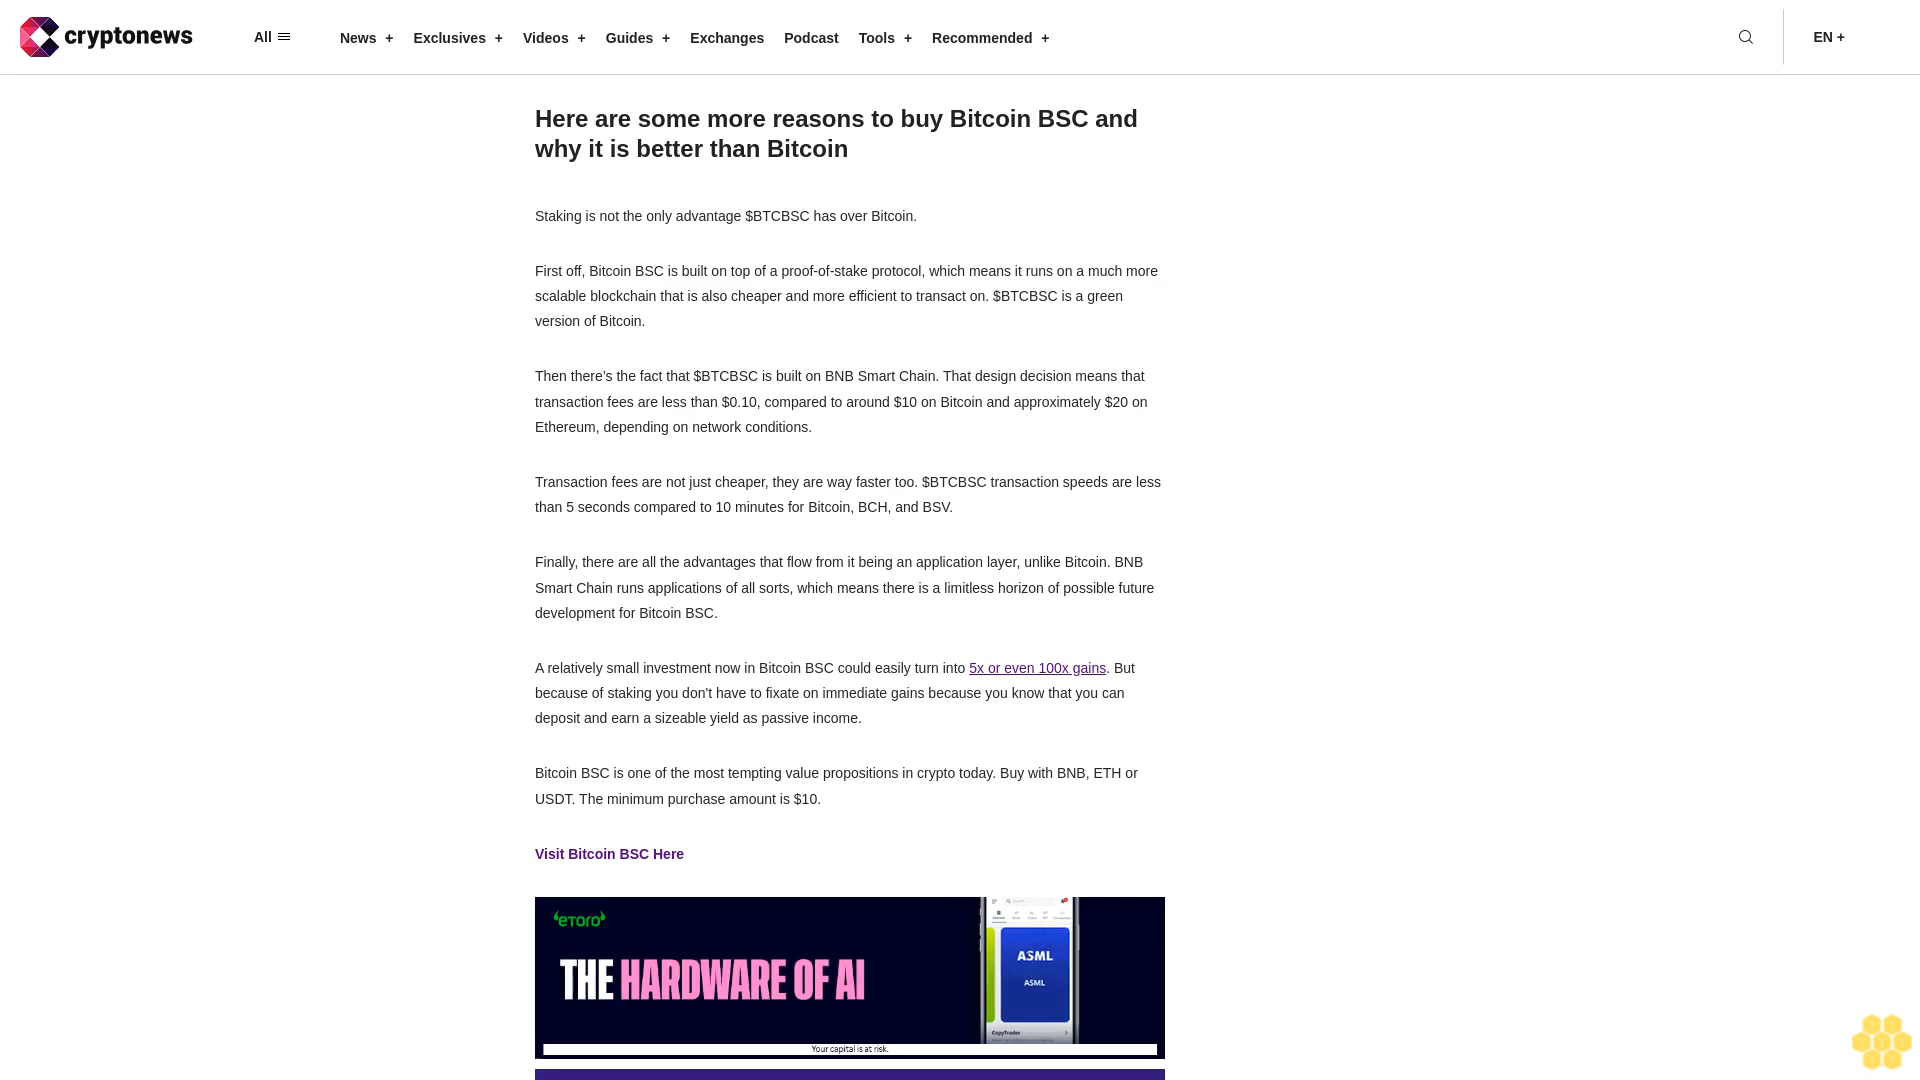 cryptonews
All
News +
Exclusives +
Videos +
Guides +
Exchanges
Podcast
Tools +
Recommended +
EN +
Here are some more reasons to buy Bitcoin BSC and
why it is better than Bitcoin
Staking is not the only advantage $BTCBSC has over Bitcoin.
First off, Bitcoin BSC is built on top of a proof-of-stake protocol, which means it runs on a much more
scalable blockchain that is also cheaper and more efficient to transact on. $BTCBSC is a green
version of Bitcoin.
Then there’s the fact that $BTCBSC is built on BNB Smart Chain. That design decision means that
transaction fees are less than $0.10, compared to around $10 on Bitcoin and approximately $20 on
Ethereum, depending on network conditions.
Transaction fees are not just cheaper, they are way faster too. $BTCBSC transaction speeds are less
than 5 seconds compared to 10 minutes for Bitcoin, BCH, and BSV.
Finally, there are all the advantages that flow from it being an application layer, unlike Bitcoin. BNB
Smart Chain runs applications of all sorts, which means there is a limitless horizon of possible future
development for Bitcoin BSC.
A relatively small investment now in Bitcoin BSC could easily turn into 5x or even 100x gains. But
because of staking you don't have to fixate on immediate gains because you know that you can
deposit and earn a sizeable yield as passive income.
Bitcoin BSC is one of the most tempting value propositions in crypto today. Buy with BNB, ETH or
USDT. The minimum purchase amount is $10.
Visit Bitcoin BSC Here
eToro
THE HARDWARE OF AI
ASML
ASML
CopyTrader
Your capital is at risk.